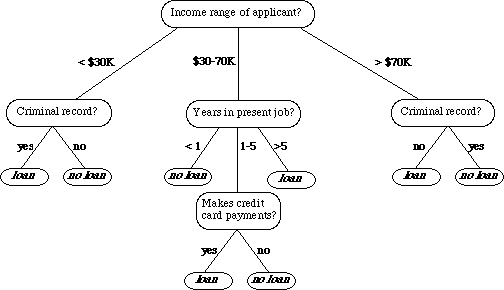 Income range of applicant?
< $30K
$30-70K
> $70K
Criminal record?
Years in present job?
Criminal record?
yes
no
< 1
1-5
>5
no
yes
loan
no loan
no loan
loan
loan
no loan
Makes credit
card payments?
yes
no
loan
no loan